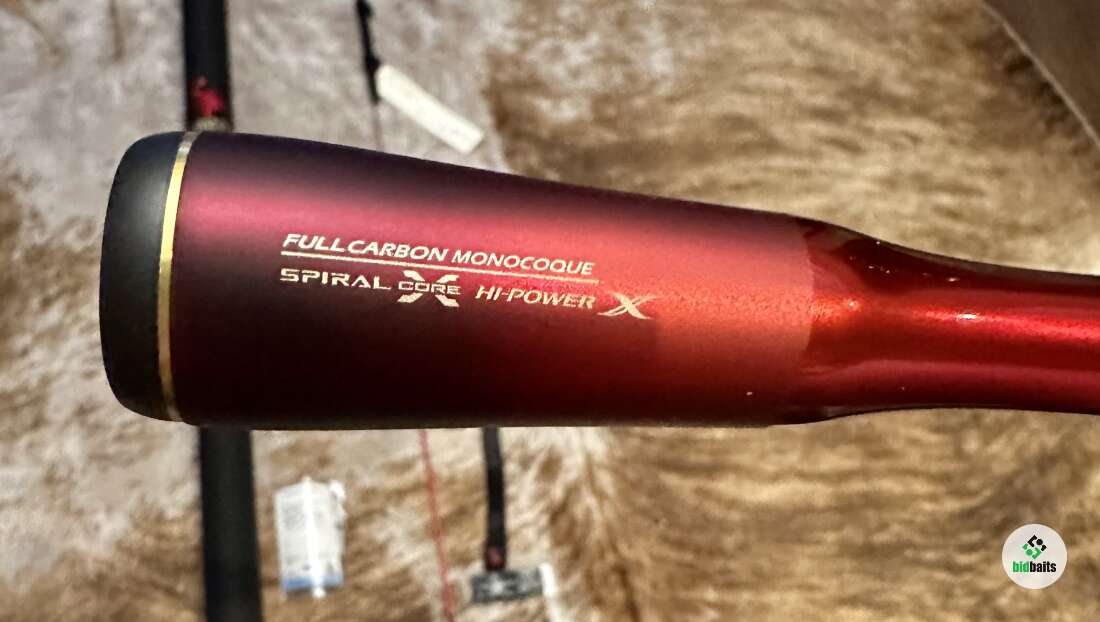 FULL CARBON MONOCOQUE
SPIRAL X CORE HI-POWER X
bidbaits